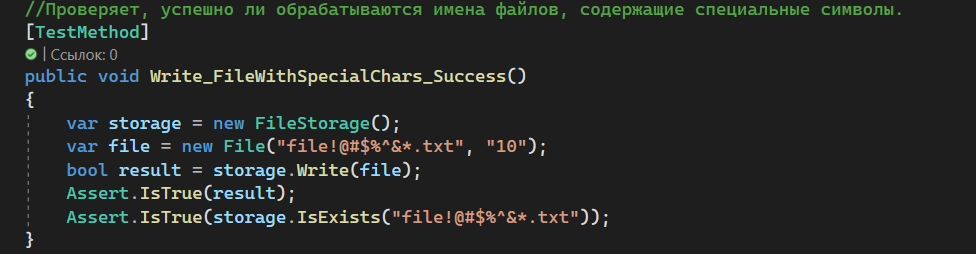 //Проверяет, успешно ли обрабатываются имена файлов, содержащие специальные символы.
[TestMethod]
| Ссылок: 0
public void Write_FileWithSpecialChars_Success()
{
var storage = new FileStorage();
var file = new File("file!@#$%^&*.txt", "10");
bool result = storage.Write(file);
Assert.IsTrue(result);
Assert.IsTrue(storage.IsExists("file!@#$%^&*.txt"));
}